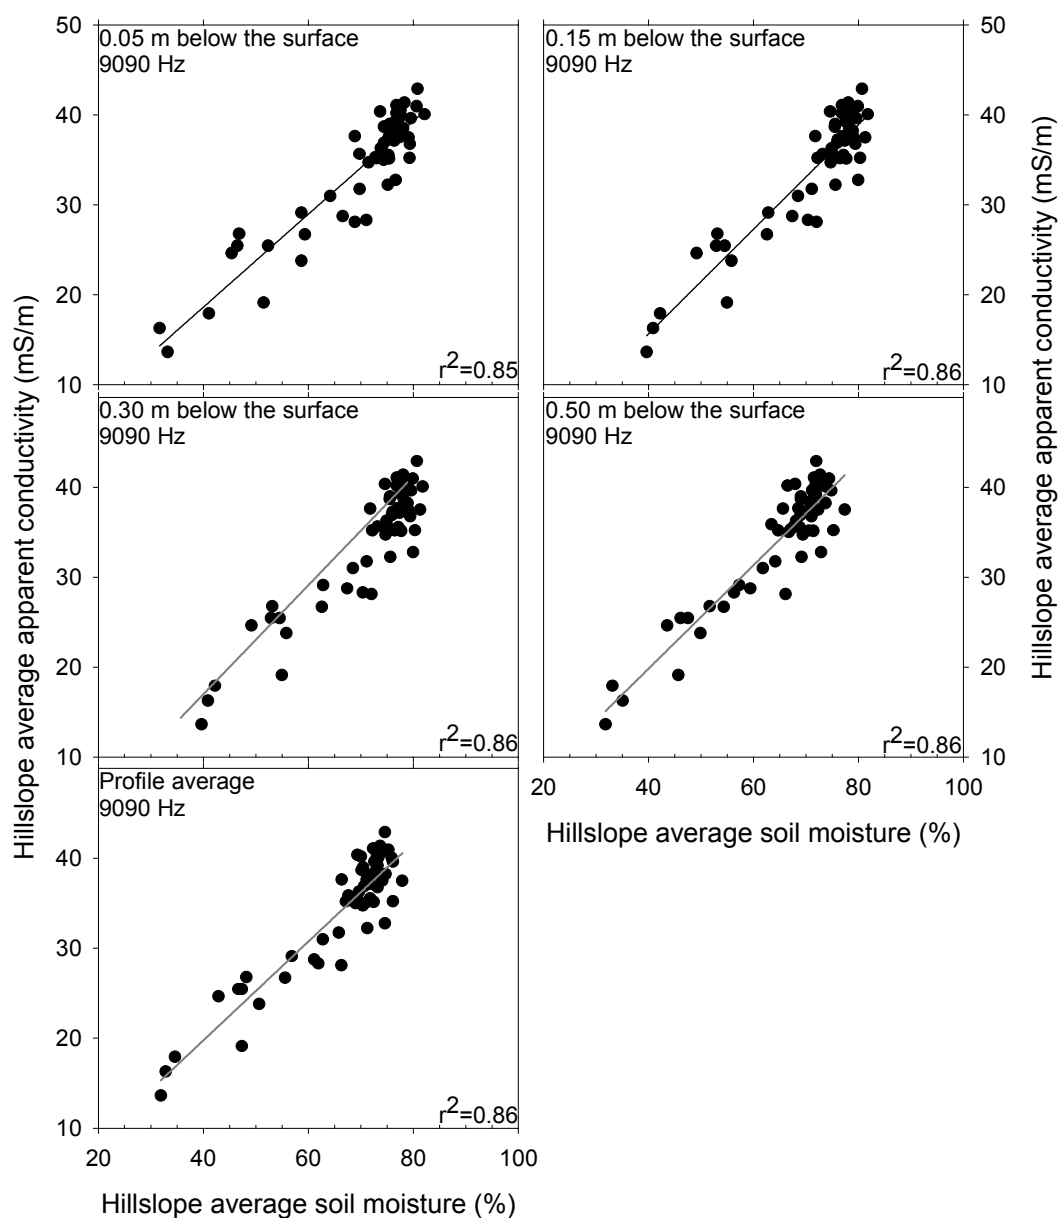 50
40
30
20
10
0.05 m below the surface
9090 Hz
r²=0.85
0.15 m below the surface
9090 Hz
r²=0.86
50
40
30
20
10
40
30
20
10
0.30 m below the surface
9090 Hz
r²=0.86
0.50 m below the surface
9090 Hz
r²=0.86
40
30
20
10
20 40 60 80 100
Hillslope average soil moisture (%)
40
30
20
10
Profile average
9090 Hz
r²=0.86
20 40 60 80 100
Hillslope average soil moisture (%)
Hillslope average apparent conductivity (mS/m)
Hillslope average apparent conductivity (mS/m)